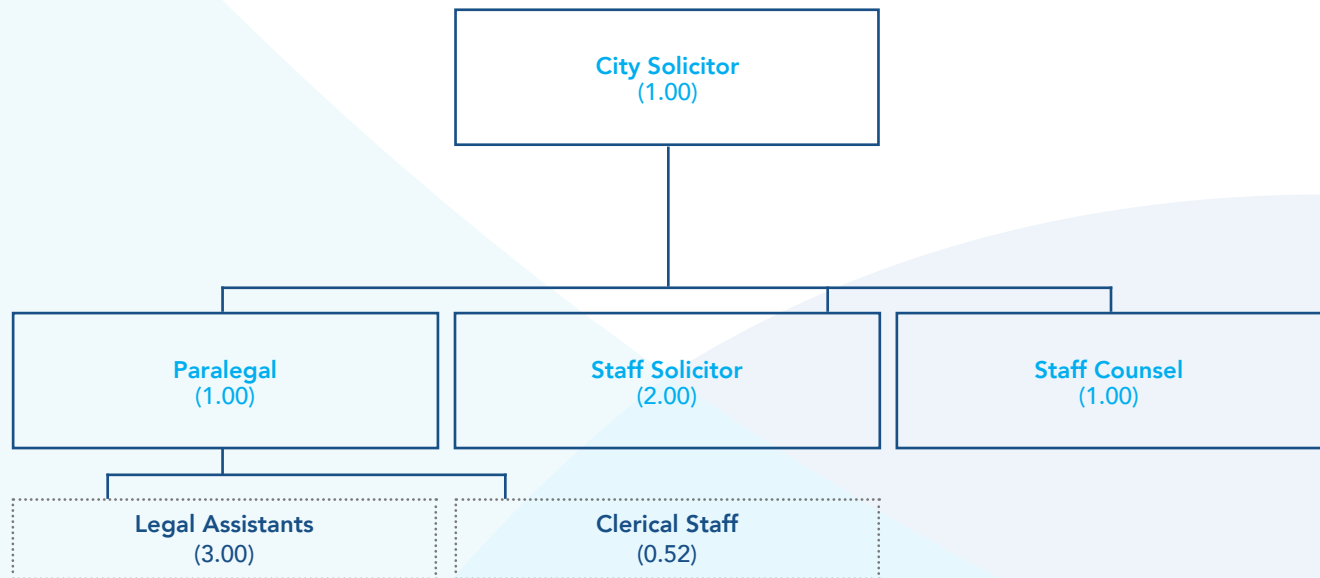 City Solicitor
(1.00)
Paralegal
(1.00)
Staff Solicitor
(2.00)
Staff Counsel
(1.00)
Legal Assistants
(3.00)
Clerical Staff
(0.52)